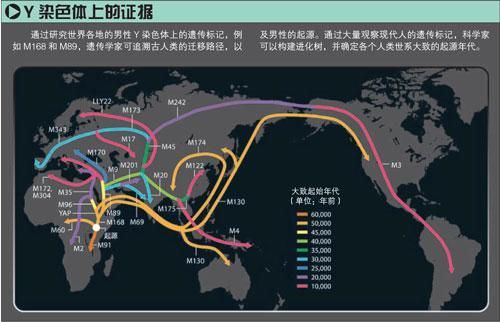 Y 染色体上的证据
通过研究世界各地的男性 Y 染色体上的遗传标记，例
如 M168 和 M89，遗传学家可追溯古人类的迁移路径，以
及男性的起源。通过大量观察现代人的遗传标记，科学家
可以构建进化树，并确定各个人类世系大致的起源年代。
LLY22
M173
M242
M343
M17
M45
M174
M170
M201
M9
M122
M3
M172,
M304
M35
M20
M130
M96
M89
M69
M175
YAP
M168
M60
起源
M2
M91
M4
M130
大致起始年代
（单位：年前）
60,000
50,000
45,000
40,000
35,000
30,000
25,000
20,000
10,000